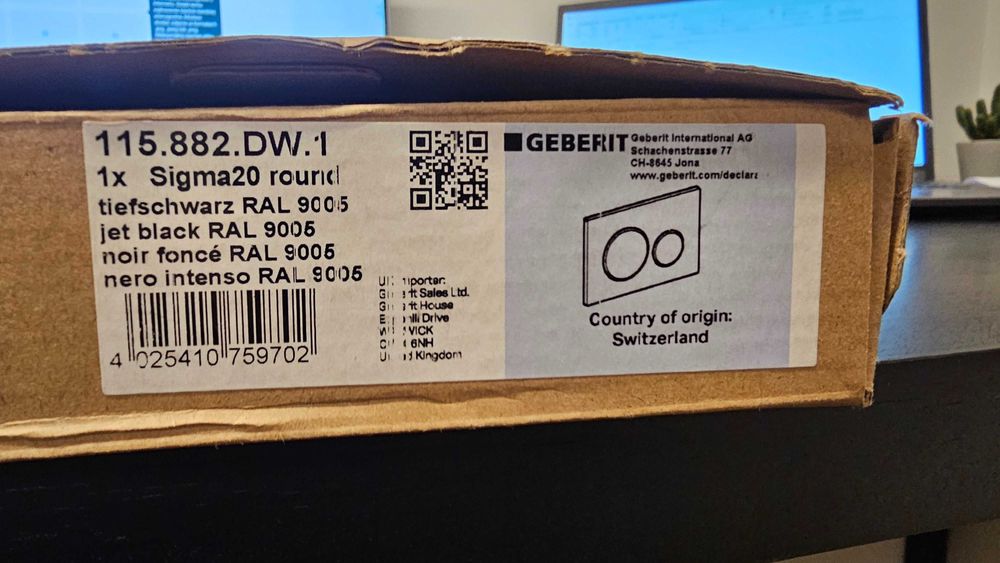 115.882.DW.1
1x Sigma20 round
tiefschwarz RAL 9005
jet black RAL 9005
noir foncé RAL 9005
nero intenso RAL 9005
4 025410 759702
Sales Ltd.
House
Drive
6NH
Kingdom
GEBERIT
Geberit International AG
Schachenstrasse 77
CH-8645 Jona
www.geberit.com/declara
Country of origin:
Switzerland